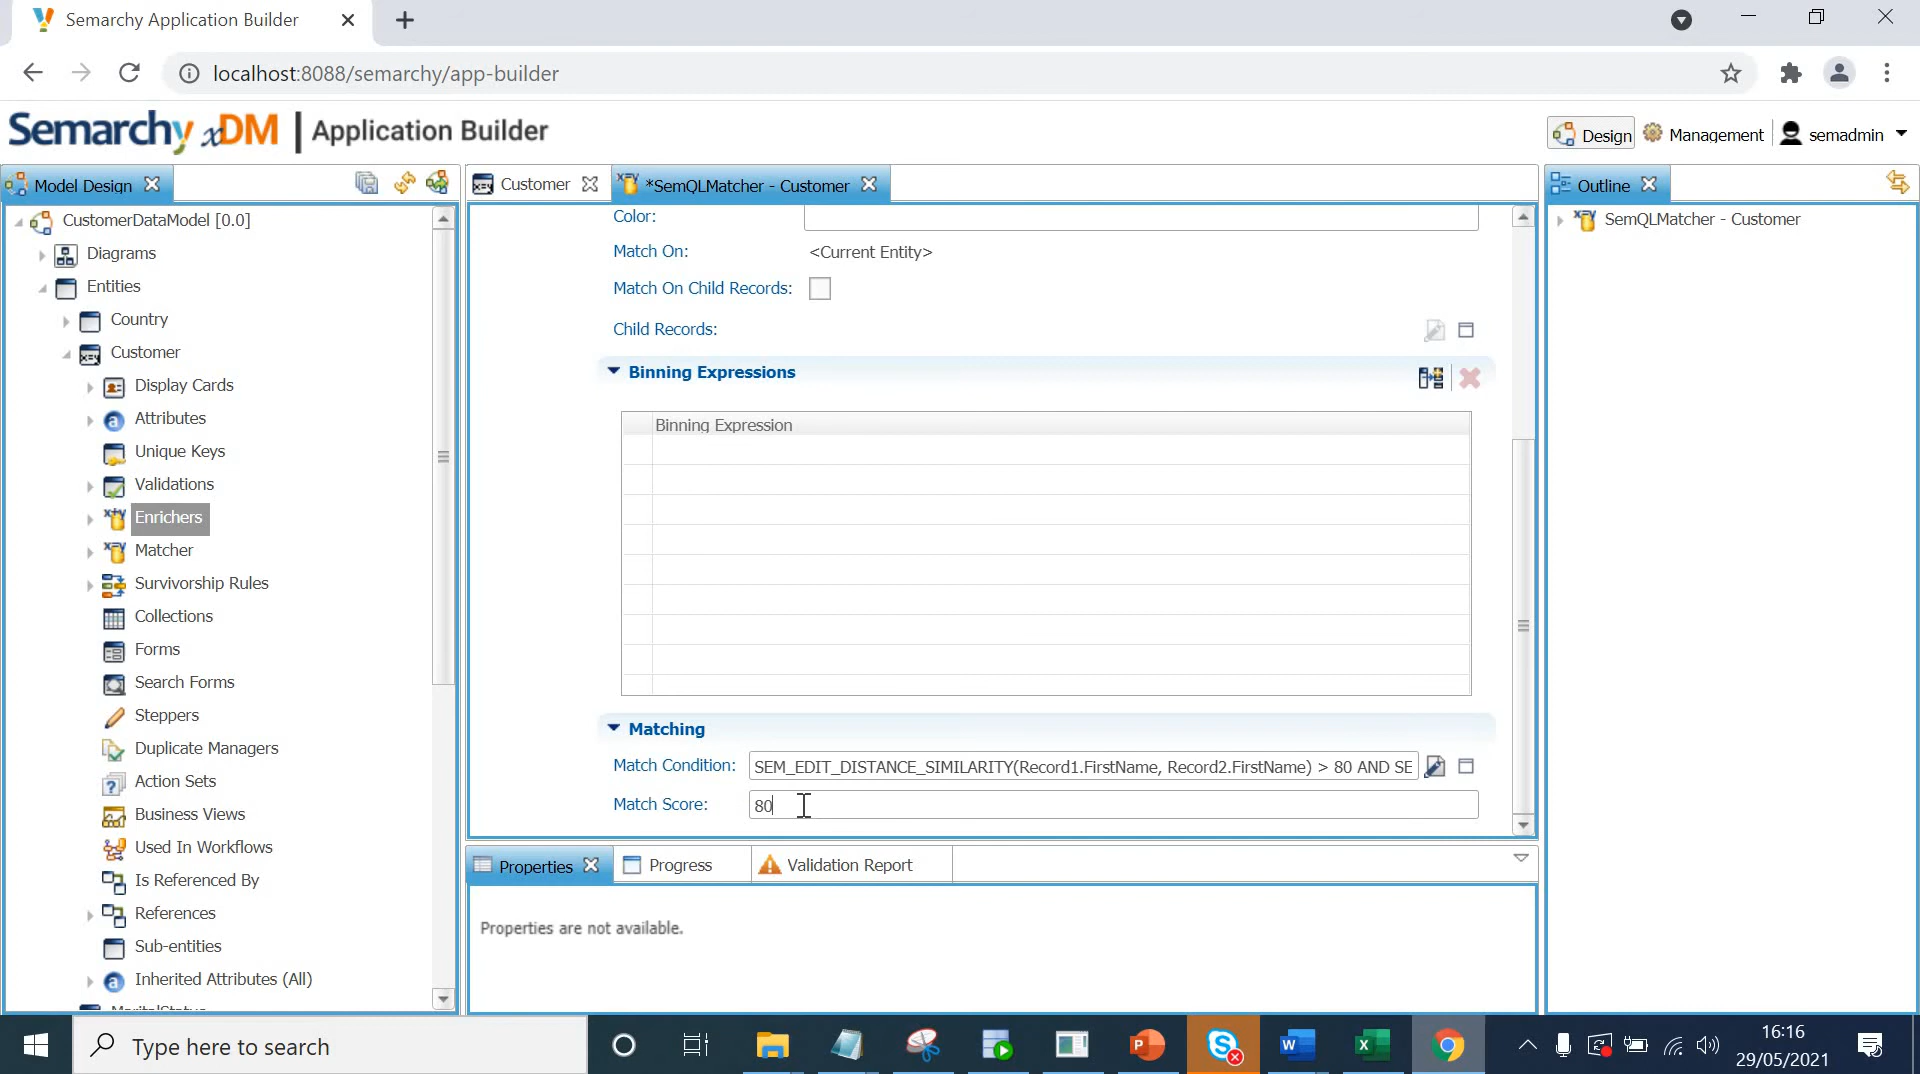 Semarchy Application Builder
localhost:8088/semarchy/app-builder
Semarchy xDM | Application Builder
Design
Management
semadmin
Model Design
Customer
*SemQLMatcher - Customer
Outline
CustomerDataModel [0.0]
Diagrams
Entities
Country
Customer
Display Cards
Attributes
Unique Keys
Validations
Enrichers
Matcher
Survivorship Rules
Collections
Forms
Search Forms
Steppers
Duplicate Managers
Action Sets
Business Views
Used In Workflows
Is Referenced By
References
Sub-entities
Inherited Attributes (All)
MaritalStatus
Color:
Match On: <Current Entity>
Match On Child Records:
Child Records:
Binning Expressions
Binning Expression
Matching
Match Condition: SEM_EDIT_DISTANCE_SIMILARITY(Record1.FirstName, Record2.FirstName) > 80 AND SE
Match Score: 80
Properties
Progress
Validation Report
Properties are not available.
SemQLMatcher - Customer
Type here to search
16:16
29/05/2021